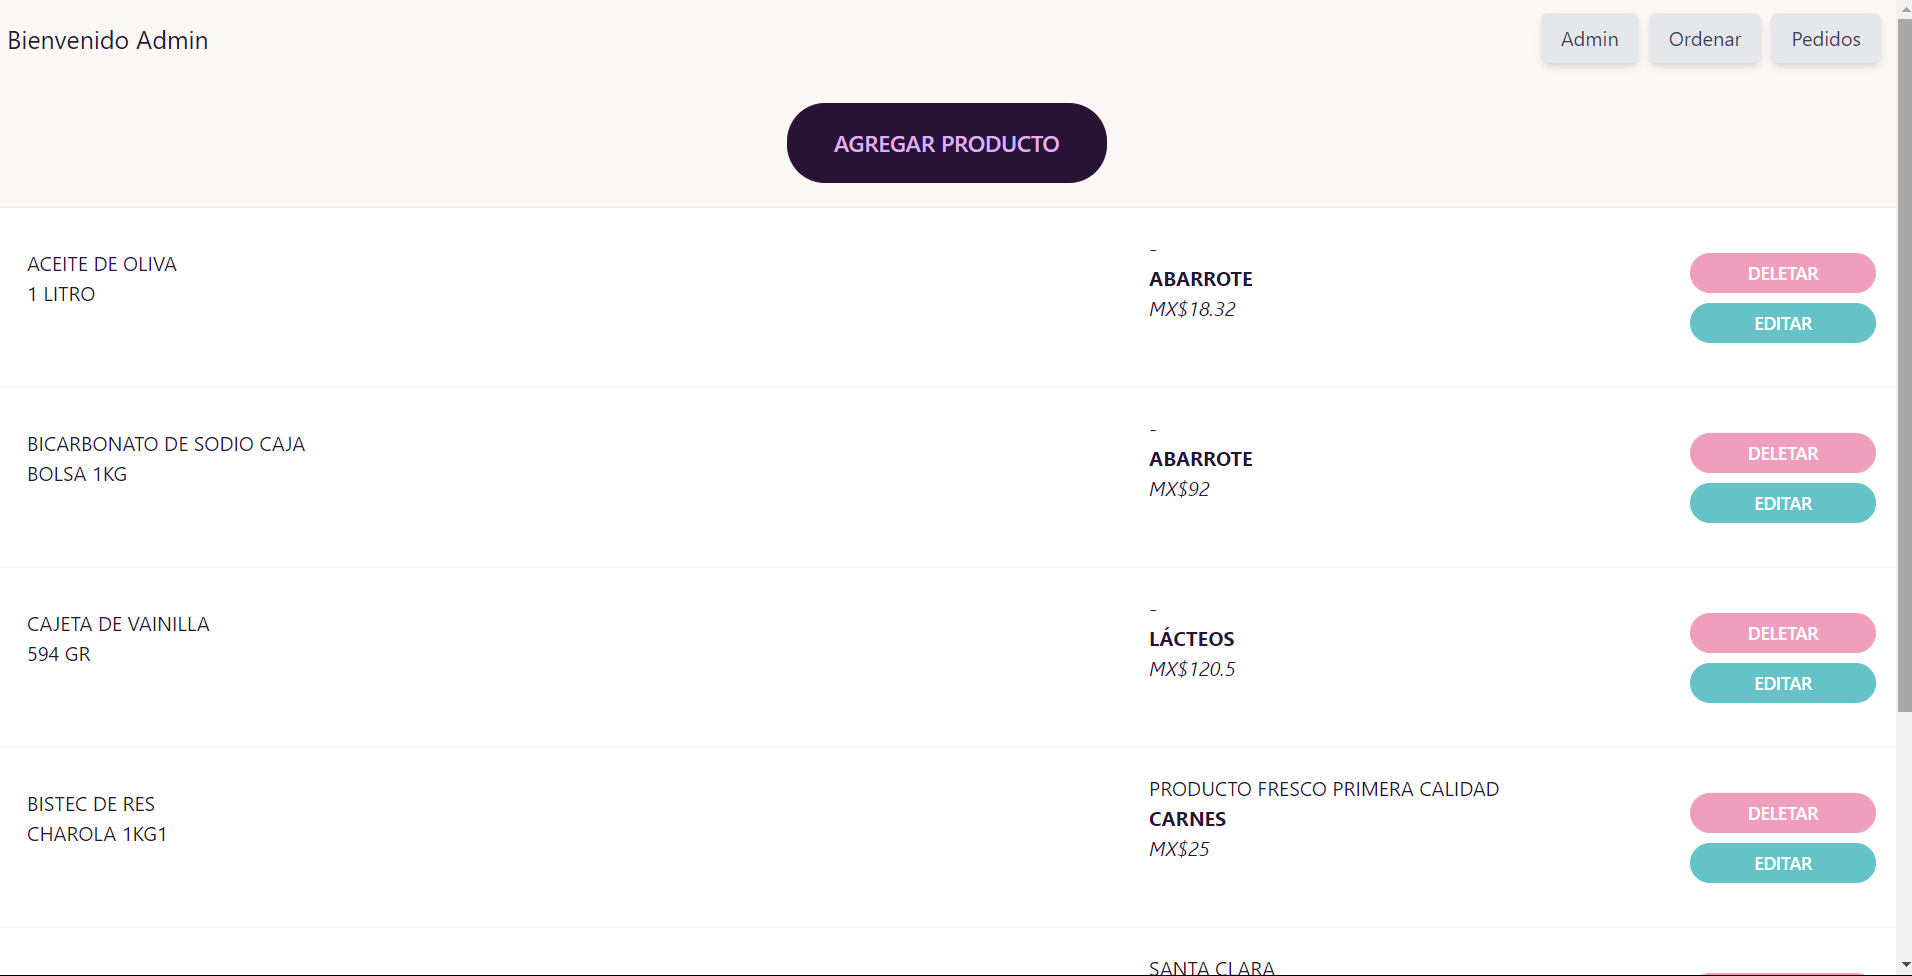 Bienvenido Admin
Admin
Ordenar
Pedidos
AGREGAR PRODUCTO
ACEITE DE OLIVA
1 LITRO
-
ABARROTE
MX$18.32
DELETAR
EDITAR
BICARBONATO DE SODIO CAJA
BOLSA 1KG
-
ABARROTE
MX$92
DELETAR
EDITAR
CAJETA DE VAINILLA
594 GR
-
LÁCTEOS
MX$120.5
DELETAR
EDITAR
BISTEC DE RES
CHAROLA 1KG1
PRODUCTO FRESCO PRIMERA CALIDAD
CARNES
MX$25
DELETAR
EDITAR
SANTA CLARA